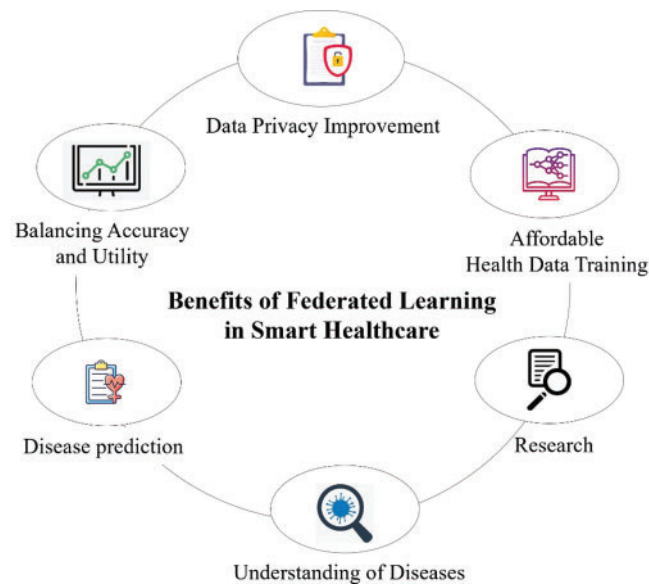 Data Privacy Improvement
Balancing Accuracy
and Utility
Affordable
Health Data Training
Benefits of Federated Learning
in Smart Healthcare
Disease prediction
Research
Understanding of Diseases